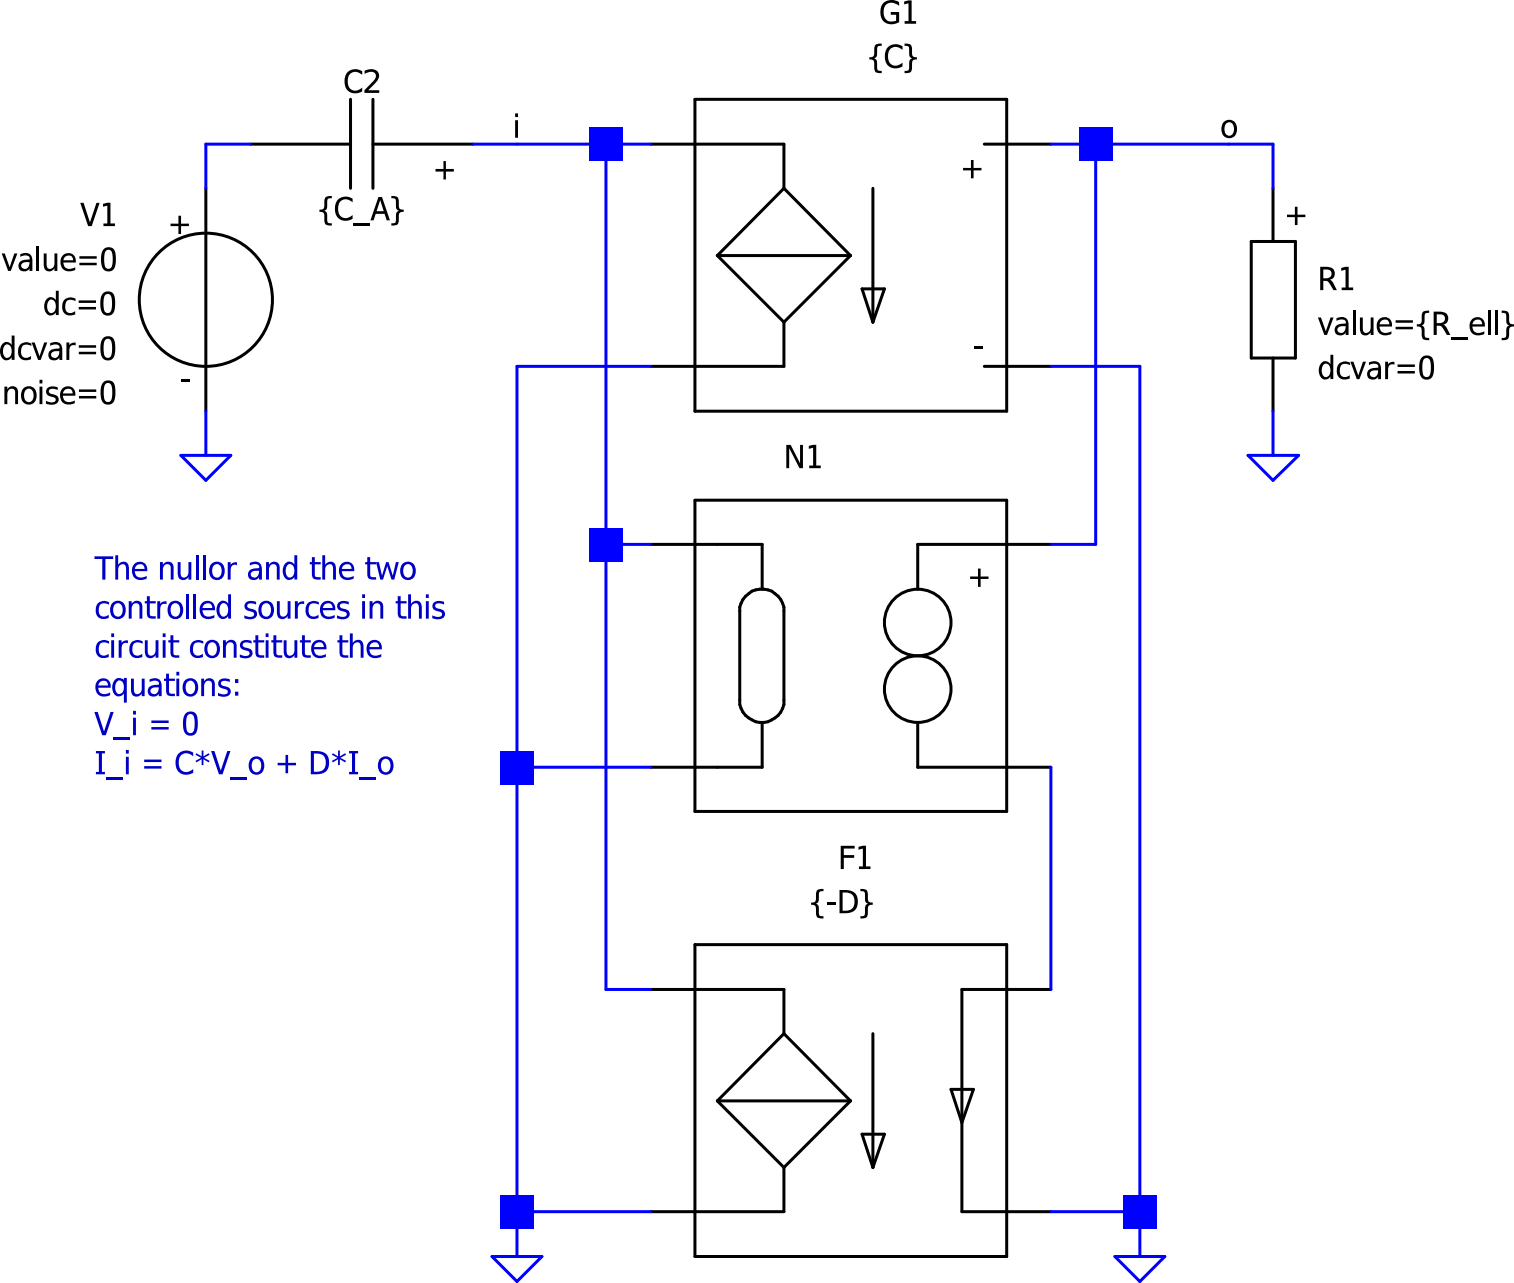 G1
{C}
C2
i
o
+
+
{C_A}
V1
+
value=0
dc=0
dcvar=0
noise=0
-
-
+
R1
value={R_ell}
dcvar=0
N1
+
The nullor and the two
controlled sources in this
circuit constitute the
equations:
V_i = 0
I_i = C*V_o + D*I_o
F1
{-D}